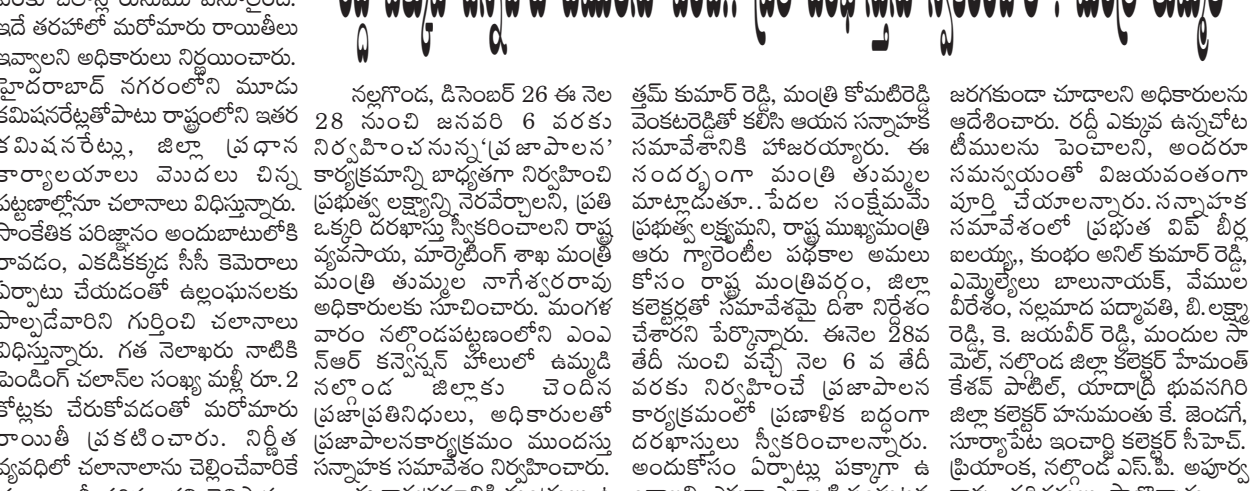 ఇదే తరహాలో మరోమారు రాయితీలు
ఇవ్వాలని అధికారులు నిర్ణయించారు.
హైదరాబాద్ నగరంలోని మూడు
కమిషనరేట్లతోపాటు రాష్ట్రంలోని ఇతర
కమిషనరేట్లు, జిల్లా ప్రధాన
కార్యాలయాలు మొదలు చిన్న
పట్టణాల్లోనూ చలానాలు విధిస్తున్నారు.
సాంకేతిక పరిజ్ఞానం అందుబాటులోకి
రావడం, ఎకడికక్కడ సీసీ కెమెరాలు
ఏర్పాటు చేయడంతో ఉల్లంఘనలకు
పాల్పడేవారిని గుర్తించి చలానాలు
విధిస్తున్నారు. గత నెలాఖరు నాటికి
పెండింగ్ చలాన్‌ల సంఖ్య మళ్లీ రూ. 2
కోట్లకు చేరుకోవడంతో మరోమారు
రాయితీ ప్రకటించారు. నిర్ణీత
వ్యవధిలో చలానాలను చెల్లించేవారికే
నల్లగొండ, డిసెంబర్ 26 ఈ నెల
28 నుంచి జనవరి 6 వరకు
నిర్వహించనున్న‘ప్రజాపాలన’
కార్యక్రమాన్ని బాధ్యతగా నిర్వహించి
ప్రభుత్వ లక్ష్యాన్ని నెరవేర్చాలని, ప్రతి
ఒక్కరి దరఖాస్తు స్వీకరించాలని రాష్ట్ర
వ్యవసాయ, మార్కెటింగ్ శాఖ మంత్రి
మంత్రి తుమ్మల నాగేశ్వరరావు
అధికారులకు సూచించారు. మంగళ
వారం నల్గొండపట్టణంలోని ఎంఎ
న్ఆర్ కన్వెన్షన్ హాలులో ఉమ్మడి
నల్గొండ జిల్లాకు చెందిన
ప్రజాప్రతినిధులు, అధికారులతో
ప్రజాపాలనకార్యక్రమం ముందస్తు
సన్నాహక సమావేశం నిర్వహించారు.
త్తమ్ కుమార్ రెడ్డి, మంత్రి కోమటిరెడ్డి
వెంకటరెడ్డితో కలిసి ఆయన సన్నాహక
సమావేశానికి హాజరయ్యారు. ఈ
సందర్భంగా మంత్రి తుమ్మల
మాట్లాడుతూ..పేదల సంక్షేమమే
ప్రభుత్వ లక్ష్యమని, రాష్ట్ర ముఖ్యమంత్రి
ఆరు గ్యారెంటీల పథకాల అమలు
కోసం రాష్ట్ర మంత్రివర్గం, జిల్లా
కలెక్టర్లతో సమావేశమై దిశా నిర్దేశం
చేశారని పేర్కొన్నారు. ఈనెల 28వ
తేదీ నుంచి వచ్చే నెల 6 వ తేదీ
వరకు నిర్వహించే ప్రజాపాలన
కార్యక్రమంలో ప్రణాళిక బద్ధంగా
దరఖాస్తులు స్వీకరించాలన్నారు.
అందుకోసం ఏర్పాట్లు పక్కాగా ఉ
జరగకుండా చూడాలని అధికారులను
ఆదేశించారు. రద్దీ ఎక్కువ ఉన్నచోట
టీములను పెంచాలని, అందరూ
సమన్వయంతో విజయవంతంగా
పూర్తి చేయాలన్నారు.సన్నాహక
సమావేశంలో ప్రభుత విప్ బీర్ల
ఐలయ్య,, కుంభం అనిల్ కుమార్ రెడ్డి,
ఎమ్మెల్యేలు బాలునాయక్, వేముల
వీరేశం, నల్లమాద పద్మావతి, బి.లక్ష్మా
రెడ్డి, కె. జయవీర్ రెడ్డి, మందుల సా
మెల్, నల్గొండ జిల్లా కలెక్టర్ హేమంత్
కేశవ్ పాటిల్, యాదాద్రి భువనగిరి
జిల్లా కలెక్టర్ హనుమంతు కే. జెండగే,
సూర్యాపేట ఇంచార్జి కలెక్టర్ సీహెచ్.
ప్రియాంక, నల్గొండ ఎస్.పి. అపూర్వ